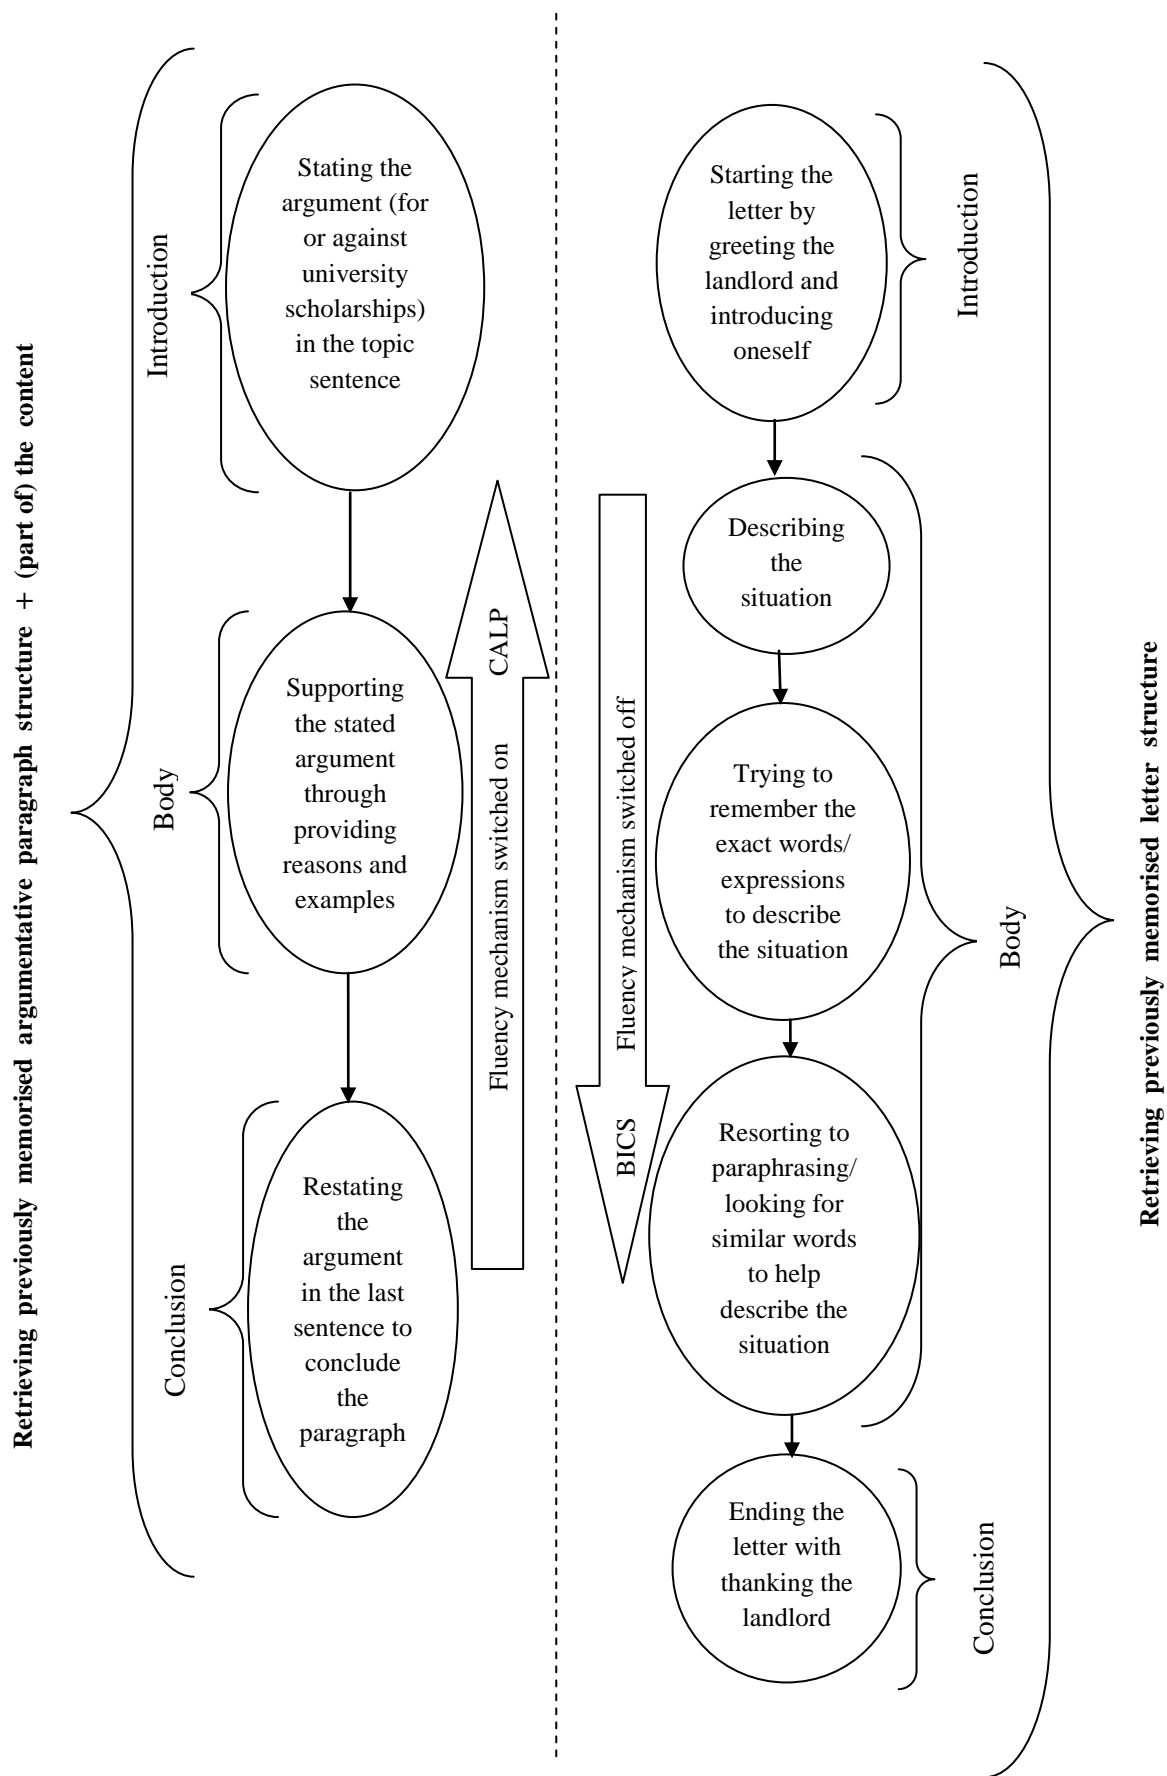 Retrieving previously memorised argumentative paragraph structure + (part of) the content
Introduction
Stating the
argument (for
or against
university
scholarships)
in the topic
sentence
Body
Supporting
the stated
argument
through
providing
reasons and
examples
Conclusion
Restating
the
argument
in the last
sentence to
conclude
the
paragraph
Fluency mechanism switched on
CALP
Fluency mechanism switched off
BICS
Starting the
letter by
greeting the
landlord and
introducing
oneself
Introduction
Describing
the
situation
Trying to
remember the
exact words/
expressions
to describe
the situation
Resorting to
paraphrasing/
looking for
similar words
to help
describe the
situation
Body
Ending the
letter with
thanking the
landlord
Conclusion
Retrieving previously memorised letter structure